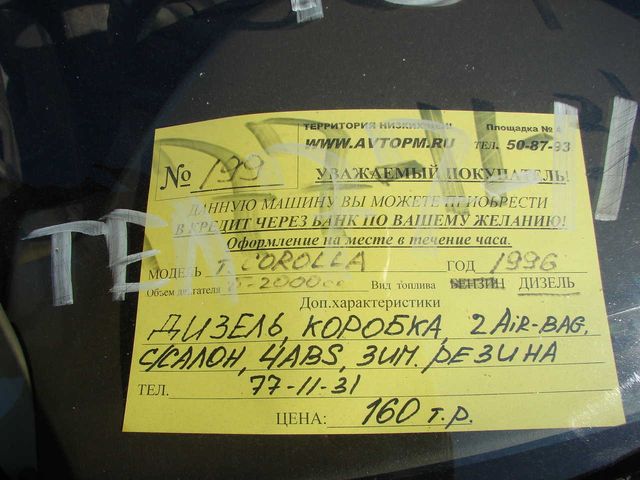 ТЕРРИТОРИЯ НИЗКИХ ЦЕН! Площадка №
WWW.AVTOPM.RU ТЕЛ. 50-87-93
№ 199 УВАЖАЕМЫЙ ПОКУПАТЕЛЬ!
ДАННУЮ МАШИНУ ВЫ МОЖЕТЕ ПРИОБРЕСТИ
В КРЕДИТ ЧЕРЕЗ БАНК ПО ВАШЕМУ ЖЕЛАНИЮ!
Оформление на месте в течение часа.
МОДЕЛЬ T. COROLLA ГОД 1996
Объем двигателя D-2000cc Вид топлива БЕНЗИН ДИЗЕЛЬ
Доп.характеристики
ДИЗЕЛЬ, КОРОБКА, 2 AiR-BAG,
С/САЛОН, 4ABS, ЗИМ. РЕЗИНА
ТЕЛ. 77-11-31
ЦЕНА: 160 т.р.